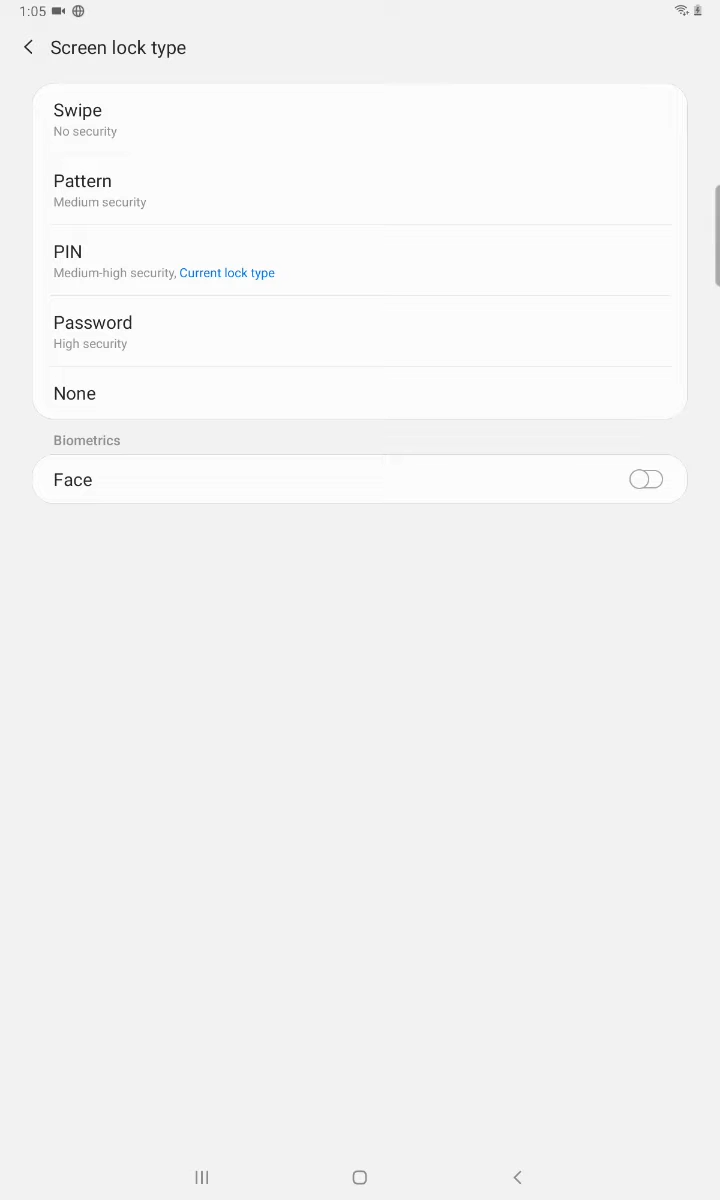 1:05
Screen lock type
Swipe
No security
Pattern
Medium security
PIN
Medium-high security, Current lock type
Password
High security
None
Biometrics
Face